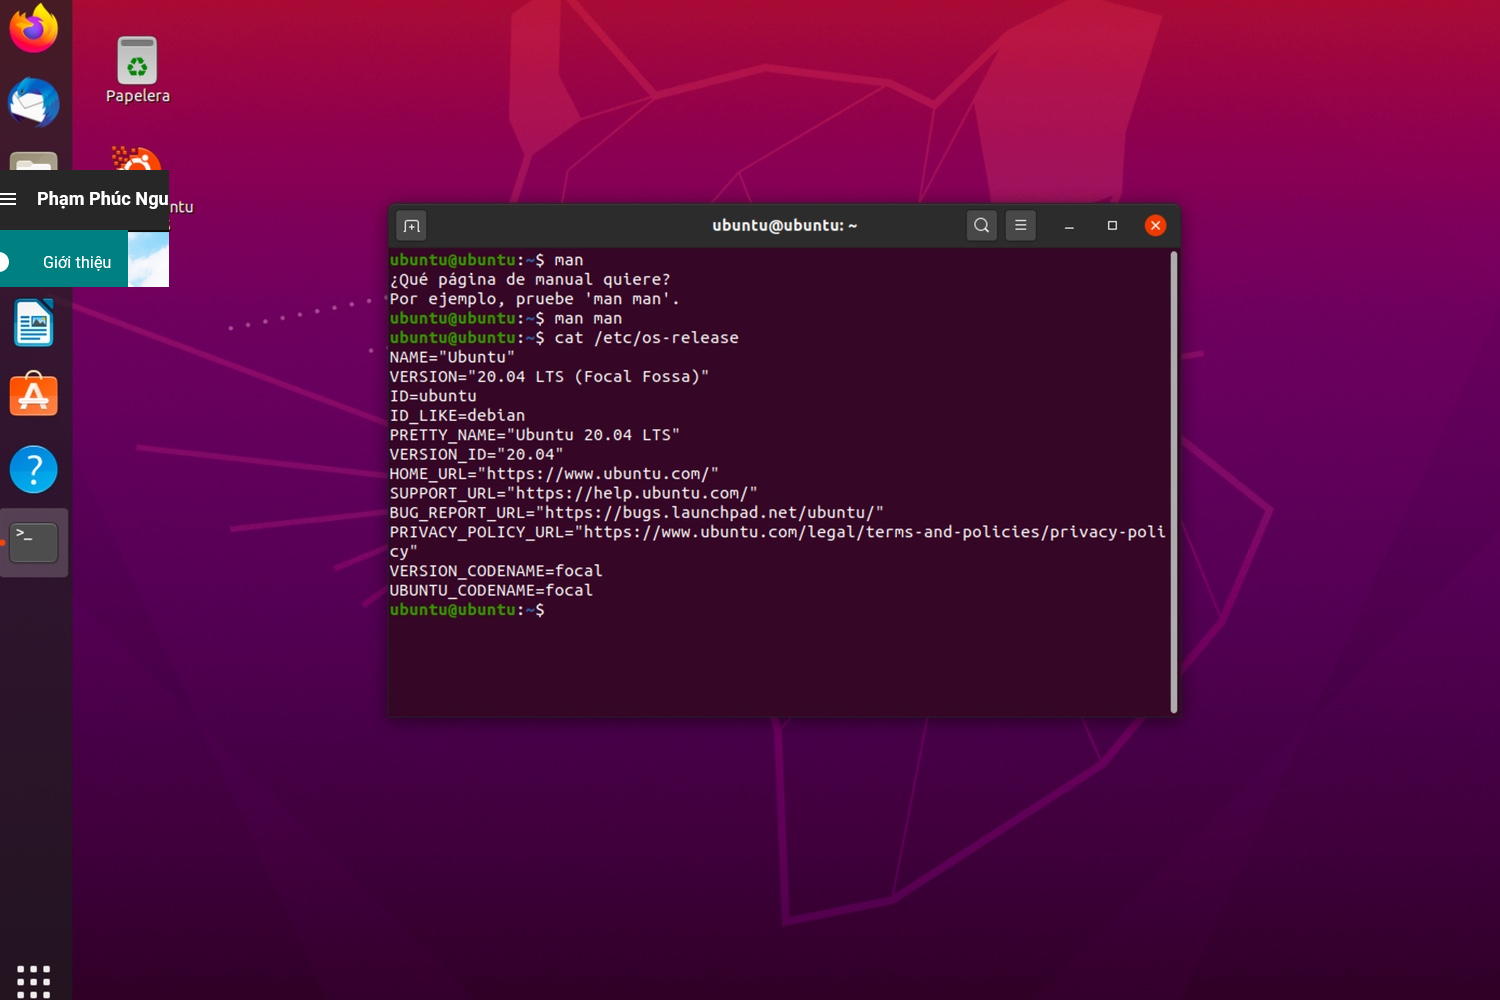 Papelera
ntu
Phạm Phúc Ngu
Giới thiệu
ubuntu@ubuntu: ~
ubuntu@ubuntu:~$ man
¿Qué página de manual quiere?
Por ejemplo, pruebe 'man man'.
ubuntu@ubuntu:~$ man man
ubuntu@ubuntu:~$ cat /etc/os-release
NAME="Ubuntu"
VERSION="20.04 LTS (Focal Fossa)"
ID=ubuntu
ID_LIKE=debian
PRETTY_NAME="Ubuntu 20.04 LTS"
VERSION_ID="20.04"
HOME_URL="https://www.ubuntu.com/"
SUPPORT_URL="https://help.ubuntu.com/"
BUG_REPORT_URL="https://bugs.launchpad.net/ubuntu/"
PRIVACY_POLICY_URL="https://www.ubuntu.com/legal/terms-and-policies/privacy-poli
cy"
VERSION_CODENAME=focal
UBUNTU_CODENAME=focal
ubuntu@ubuntu:~$